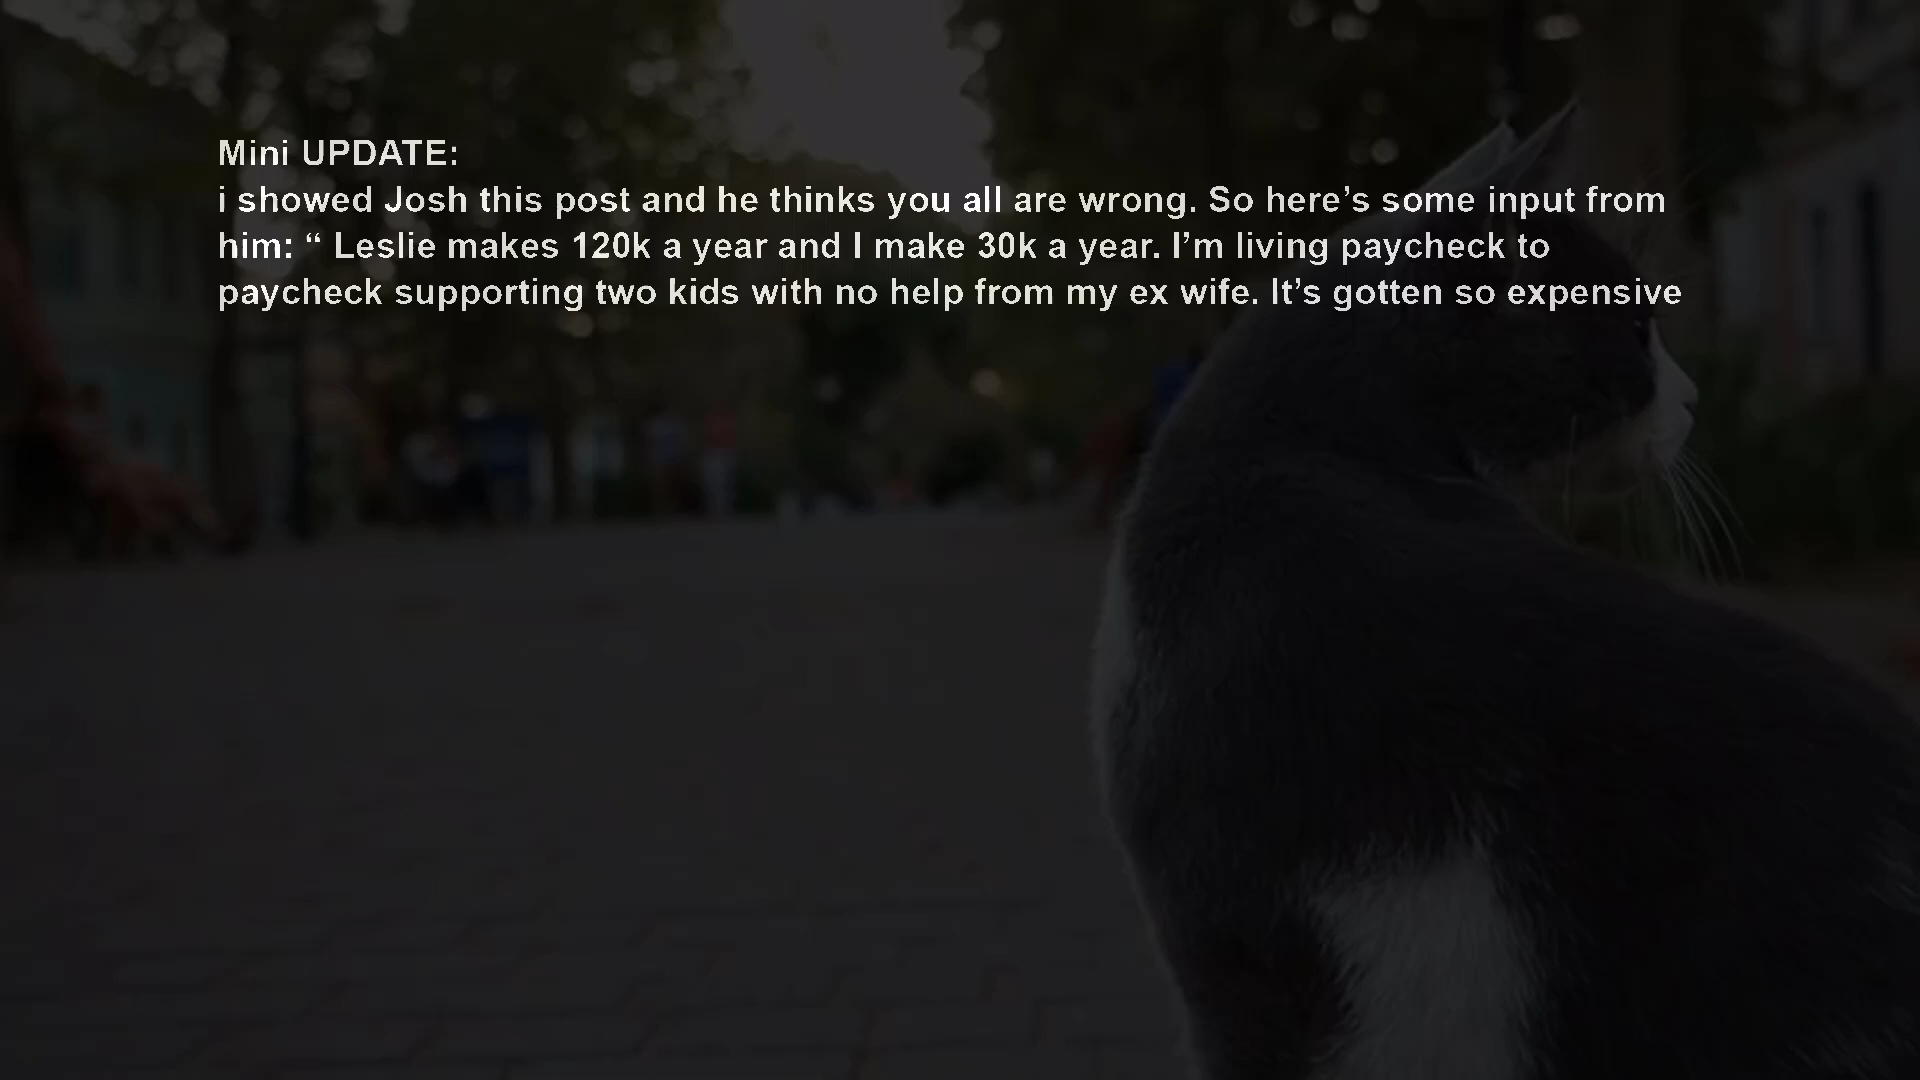 Mini UPDATE:
i showed Josh this post and he thinks you all are wrong. So here’s some input from
him: “ Leslie makes 120k a year and I make 30k a year. I’m living paycheck to
paycheck supporting two kids with no help from my ex wife. It’s gotten so expensive